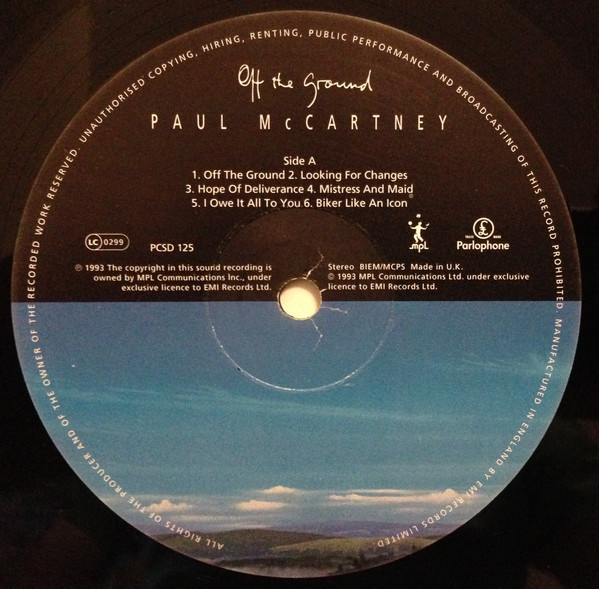 ALL RIGHTS OF THE PRODUCER AND OF THE OWNER OF THE RECORDED WORK RESERVED. UNAUTHORISED COPYING, HIRING, RENTING, PUBLIC PERFORMANCE AND BROADCASTING OF THIS RECORD PROHIBITED. MANUFACTURED IN ENGLAND BY EMI RECORDS LIMITED
Off the Ground
PAUL McCARTNEY
Side A
1. Off The Ground 2. Looking For Changes
3. Hope Of Deliverance 4. Mistress And Maid
5. I Owe It All To You 6. Biker Like An Icon
LC 0299
PCSD 125
mpL
£
Parlophone
℗ 1993 The copyright in this sound recording is
owned by MPL Communications Inc., under
exclusive licence to EMI Records Ltd.
Stereo BIEM/MCPS Made in U.K.
© 1993 MPL Communications Ltd. under exclusive
licence to EMI Records Ltd.